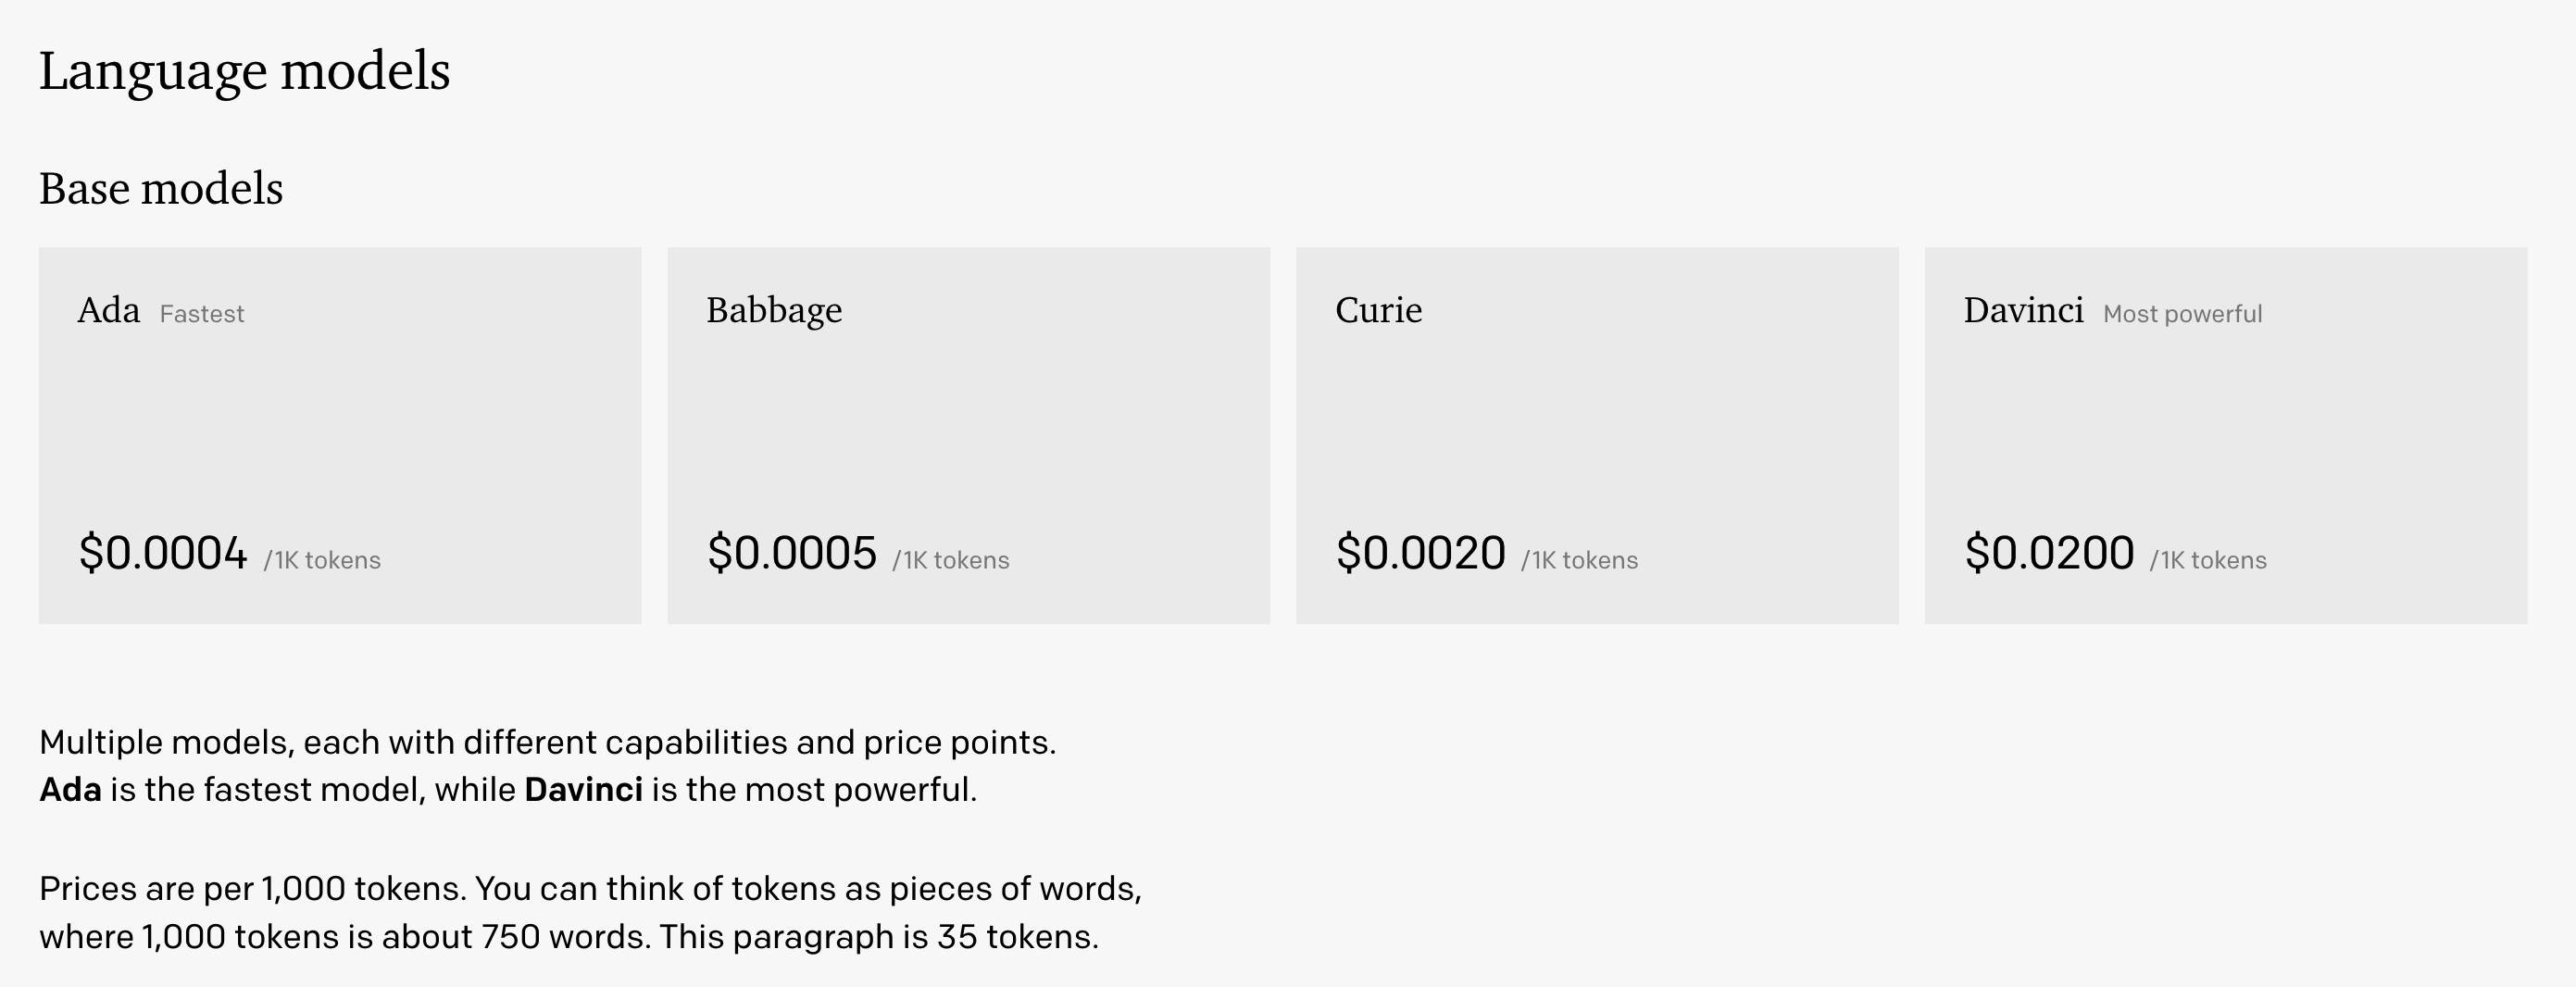 Language models
Base models
Ada Fastest
$0.0004 /1K tokens
Babbage
$0.0005 /1K tokens
Curie
$0.0020 /1K tokens
Davinci Most powerful
$0.0200 /1K tokens
Multiple models, each with different capabilities and price points.
Ada is the fastest model, while Davinci is the most powerful.
Prices are per 1,000 tokens. You can think of tokens as pieces of words,
where 1,000 tokens is about 750 words. This paragraph is 35 tokens.